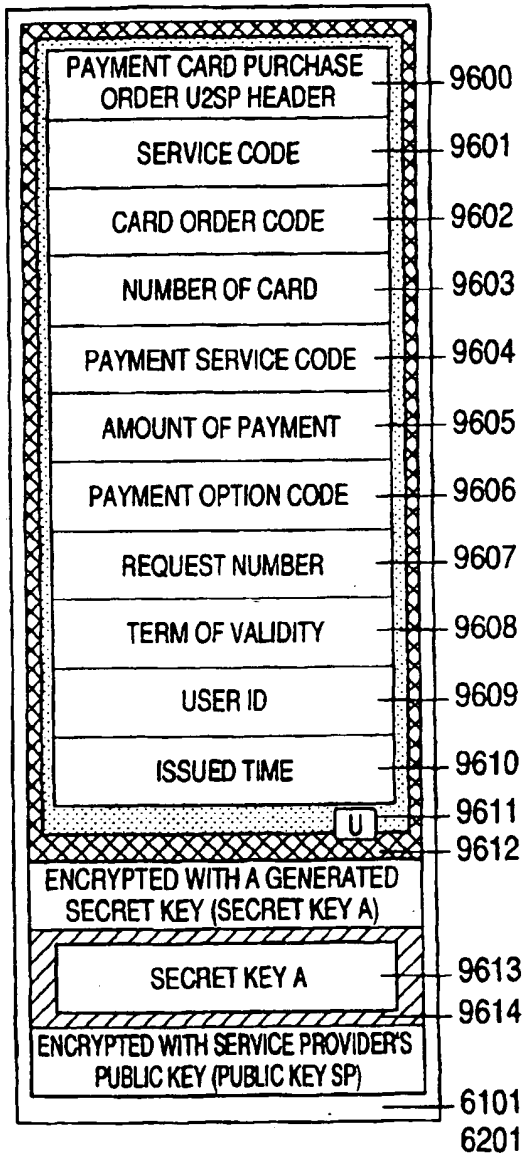 PAYMENT CARD PURCHASE
ORDER U2SP HEADER
9600
SERVICE CODE
9601
CARD ORDER CODE
9602
NUMBER OF CARD
9603
PAYMENT SERVICE CODE
9604
AMOUNT OF PAYMENT
9605
PAYMENT OPTION CODE
9606
REQUEST NUMBER
9607
TERM OF VALIDITY
9608
USER ID
9609
ISSUED TIME
9610
U
9611
9612
ENCRYPTED WITH A GENERATED
SECRET KEY (SECRET KEY A)
SECRET KEY A
9613
9614
ENCRYPTED WITH SERVICE PROVIDER'S
PUBLIC KEY (PUBLIC KEY SP)
6101
6201